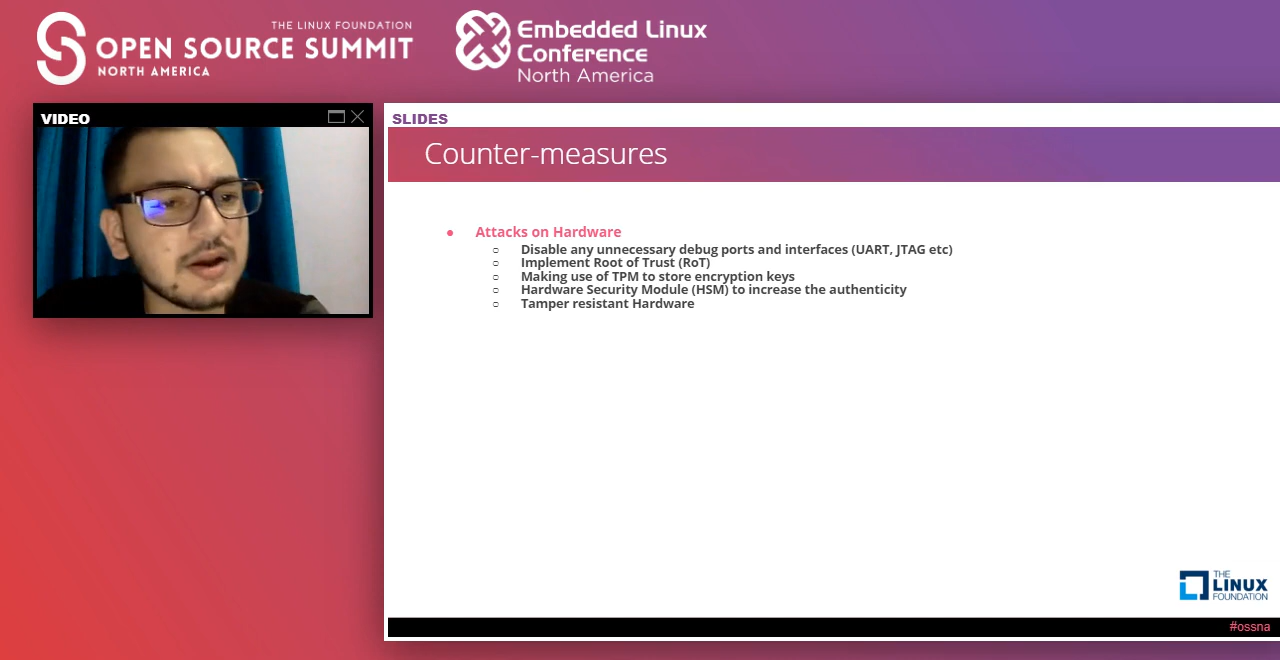 THE LINUX FOUNDATION
OPEN SOURCE SUMMIT
NORTH AMERICA
Embedded Linux
Conference
North America
VIDEO
SLIDES
Counter-measures
● Attacks on Hardware
○ Disable any unnecessary debug ports and interfaces (UART, JTAG etc)
○ Implement Root of Trust (RoT)
○ Making use of TPM to store encryption keys
○ Hardware Security Module (HSM) to increase the authenticity
○ Tamper resistant Hardware
THE
LINUX
FOUNDATION
#ossna